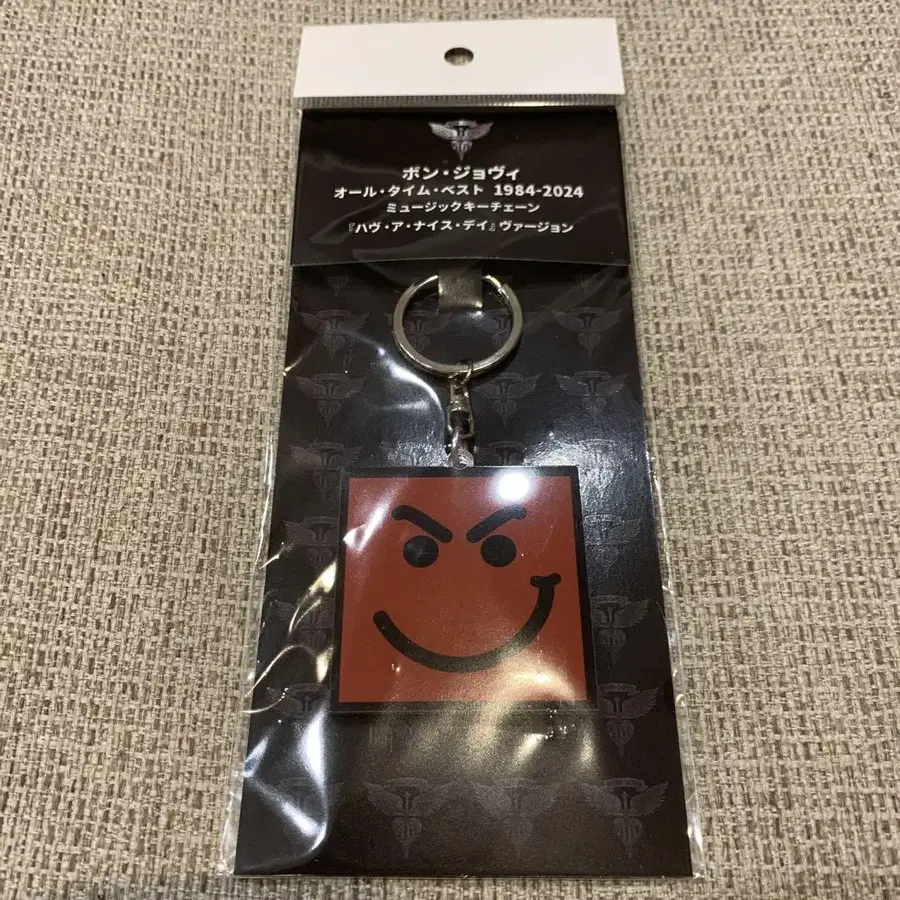 ボン・ジョヴィ
オール・タイム・ベスト 1984-2024
ミュージックキーチェーン
『ハヴ・ア・ナイス・デイ』ヴァージョン